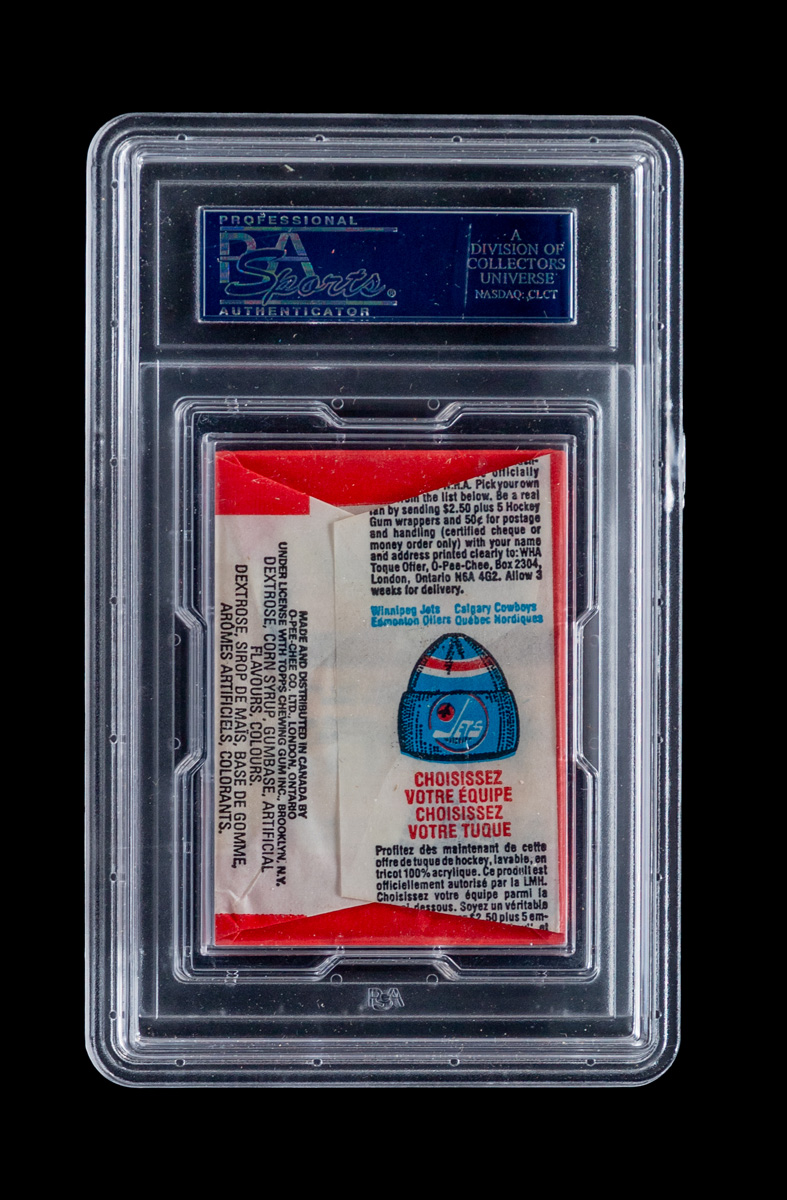 PROFESSIONAL
PSA
Sports®
AUTHENTICATOR
A
DIVISION OF
COLLECTORS
UNIVERSE
NASDAQ: CLCT
officially
W.H.A. Pick your own
from the list below. Be a real
fan by sending $2.50 plus 5 Hockey
Gum wrappers and 50¢ for postage
and handling (certified cheque or
money order only) with your name
and address printed clearly to: WHA
Toque Offer, O-Pee-Chee, Box 2304,
London, Ontario N6A 4G2. Allow 3
weeks for delivery.
Winnipeg Jets Calgary Cowboys
Edmonton Oilers Québec Nordiques
JETS
CHOISISSEZ
VOTRE ÉQUIPE
CHOISISSEZ
VOTRE TUQUE
Profitez dès maintenant de cette
offre de tuque de hockey, lavable, en
tricot 100% acrylique. Ce produit est
officiellement autorisé par la LMH.
Choisissez votre équipe parmi la
dessous. Soyez un véritable
$2.50 plus 5 em-
et
MADE AND DISTRIBUTED IN CANADA BY
O-PEE-CHEE CO. LTD., LONDON, ONTARIO
UNDER LICENSE WITH TOPPS CHEWING GUM INC., BROOKLYN, N.Y.
DEXTROSE, CORN SYRUP, GUMBASE, ARTIFICIAL
FLAVOURS, COLOURS.
DEXTROSE, SIROP DE MAÏS, BASE DE GOMME,
ARÔMES ARTIFICIELS, COLORANTS.
PSA